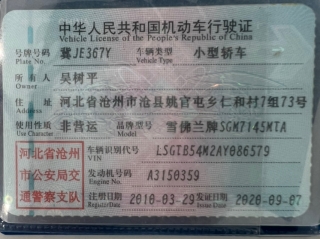 中华人民共和国机动车行驶证
Vehicle License of the People's Republic of China
号牌号码 冀JE367Y 车辆类型 小型轿车
Plate No. Vehicle Type
所有人 吴树平
Owner
住址 河北省沧州市沧县姚官屯乡仁和村7组73号
Address
使用性质 非营运 品牌型号 雪佛兰牌SGM7145MTA
Use Character Model
河北省沧州市公安局交通警察支队
车辆识别代号 LSGTB54M2AY086579
VIN
发动机号码 A3150359
Engine No.
注册日期 2010-03-29 发证日期 2020-09-07
Register Date Issue Date